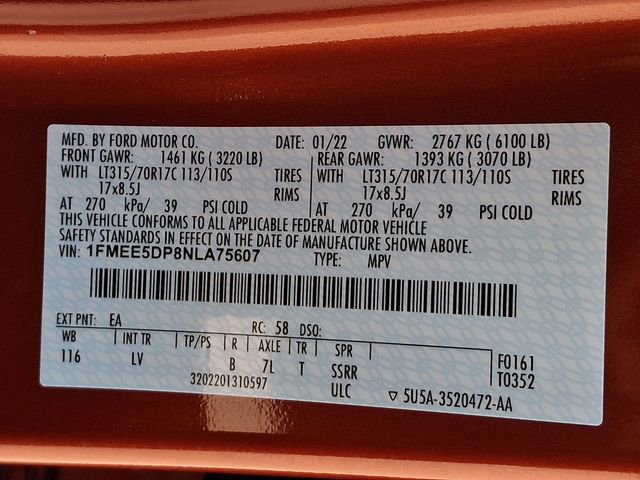 MFD. BY FORD MOTOR CO. DATE: 01/22 GVWR: 2767 KG ( 6100 LB)
FRONT GAWR: 1461 KG ( 3220 LB) REAR GAWR: 1393 KG ( 3070 LB)
WITH LT315/70R17C 113/110S TIRES WITH LT315/70R17C 113/110S TIRES
17x8.5J RIMS 17x8.5J RIMS
AT 270 kPa/ 39 PSI COLD AT 270 kPa/ 39 PSI COLD
THIS VEHICLE CONFORMS TO ALL APPLICABLE FEDERAL MOTOR VEHICLE
SAFETY STANDARDS IN EFFECT ON THE DATE OF MANUFACTURE SHOWN ABOVE.
VIN: 1FMEE5DP8NLA75607 TYPE: MPV
EXT PNT: EA RC: 58 DSO:
WB INT TR TP/PS R AXLE TR SPR F0161
116 LV B 7L T SSRR T0352
3202201310597 ULC ▽ 5U5A-3520472-AA